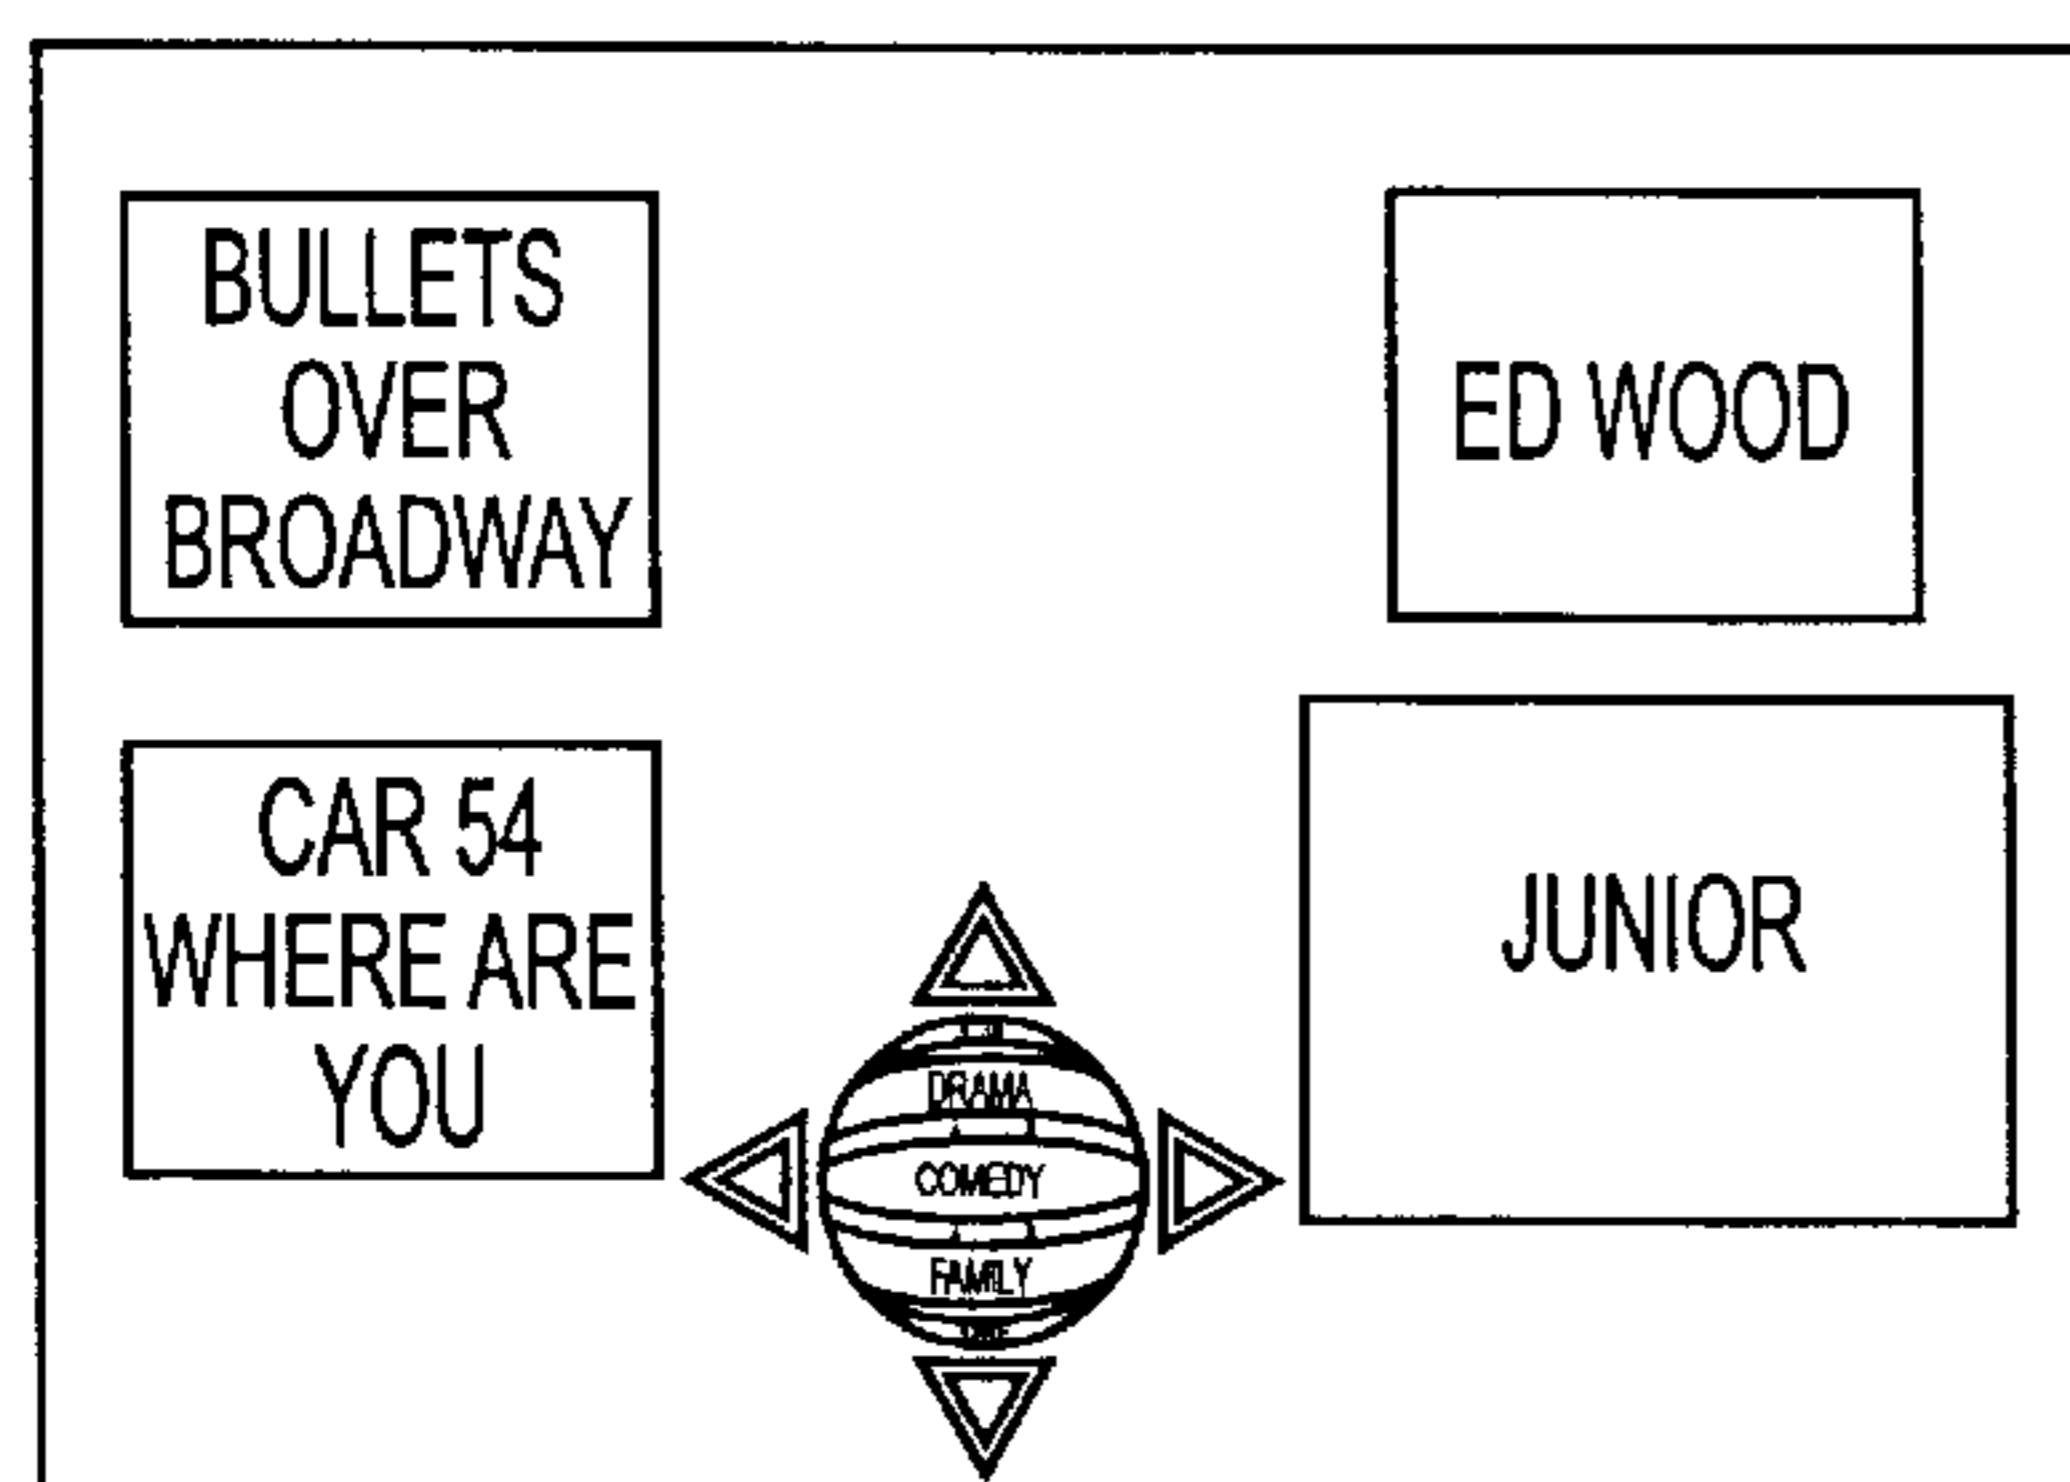 BULLETS
OVER
BROADWAY
ED WOOD
CAR 54
WHERE ARE
YOU
JUNIOR
DRAMA
COMEDY
FAMILY